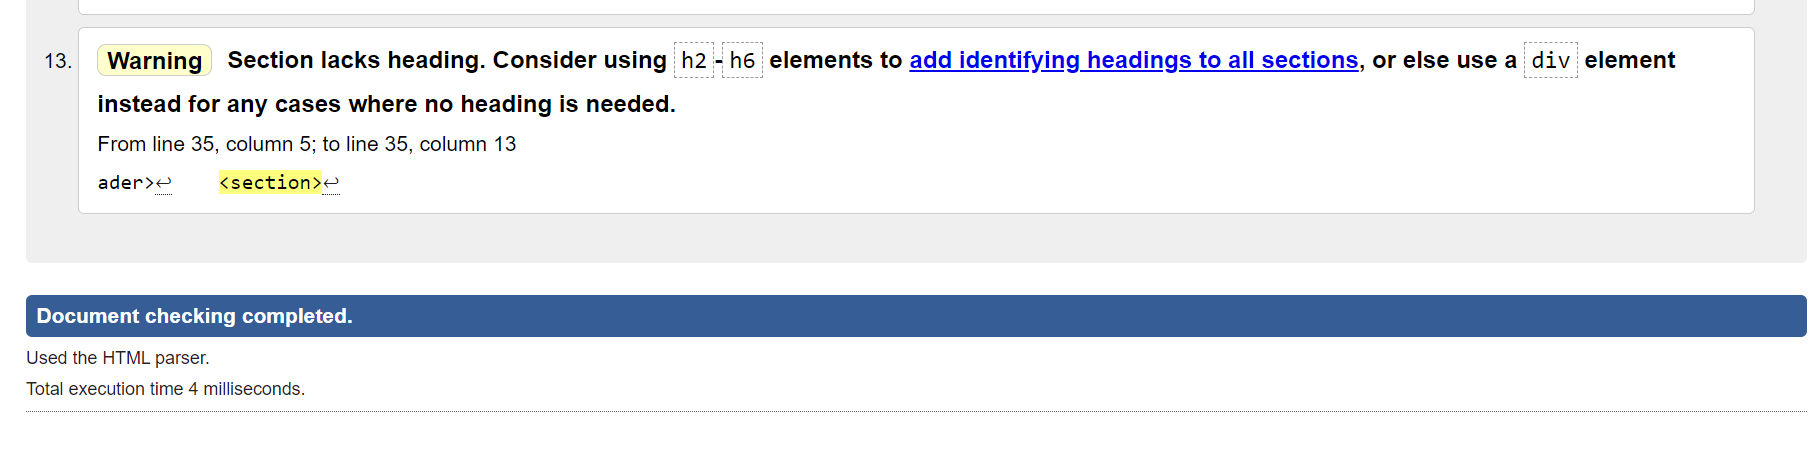 13. Warning Section lacks heading. Consider using h2-h6 elements to add identifying headings to all sections, or else use a div element
instead for any cases where no heading is needed.
From line 35, column 5; to line 35, column 13
ader>↩ <section>↩
Document checking completed.
Used the HTML parser.
Total execution time 4 milliseconds.